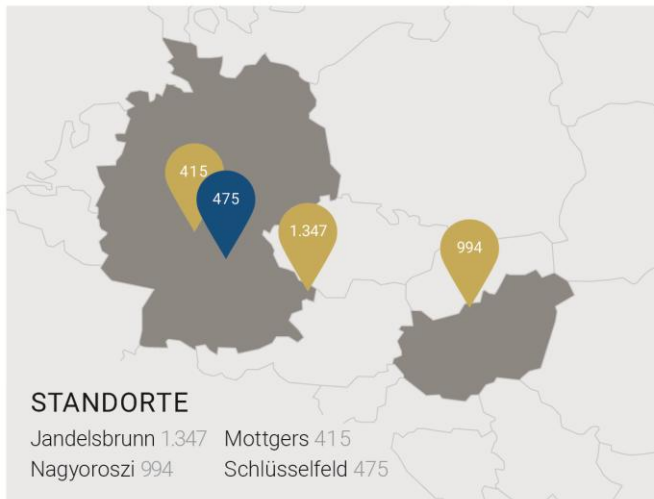 415
475
1.347
994
STANDORTE
Jandelsbrunn 1.347 Mottgers 415
Nagyoroszi 994 Schlüsselfeld 475